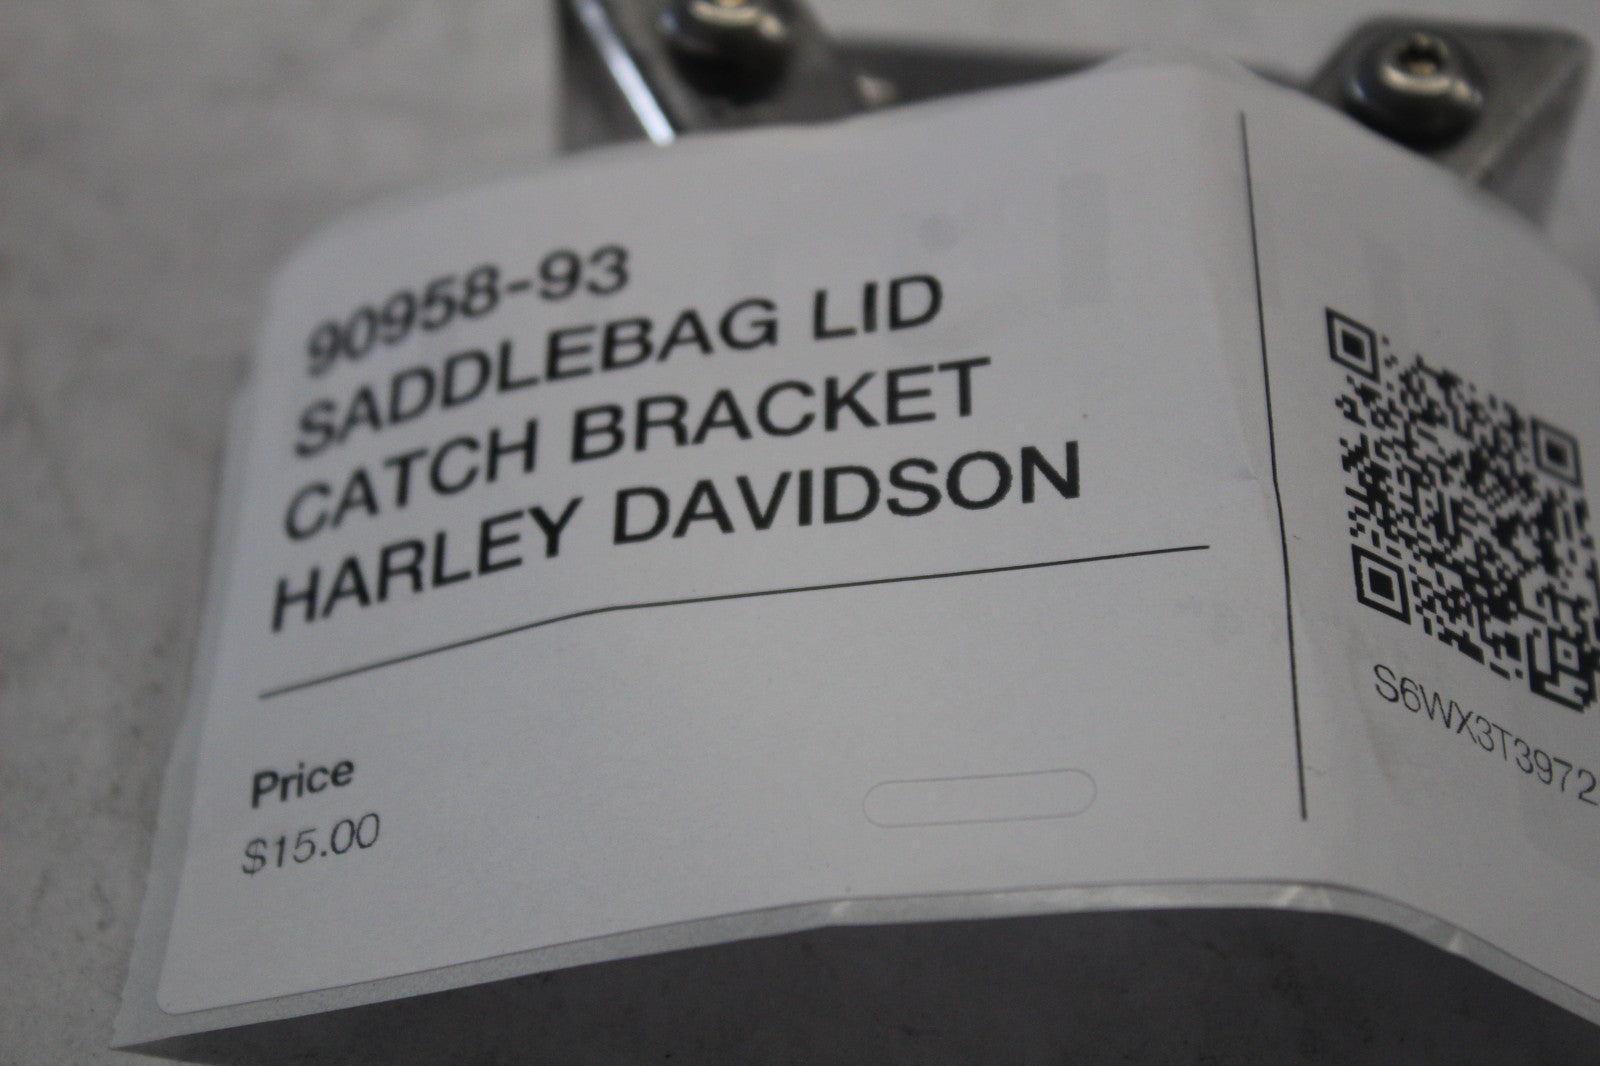 90958-93
SADDLEBAG LID
CATCH BRACKET
HARLEY DAVIDSON
Price
$15.00
S6WX3T3972